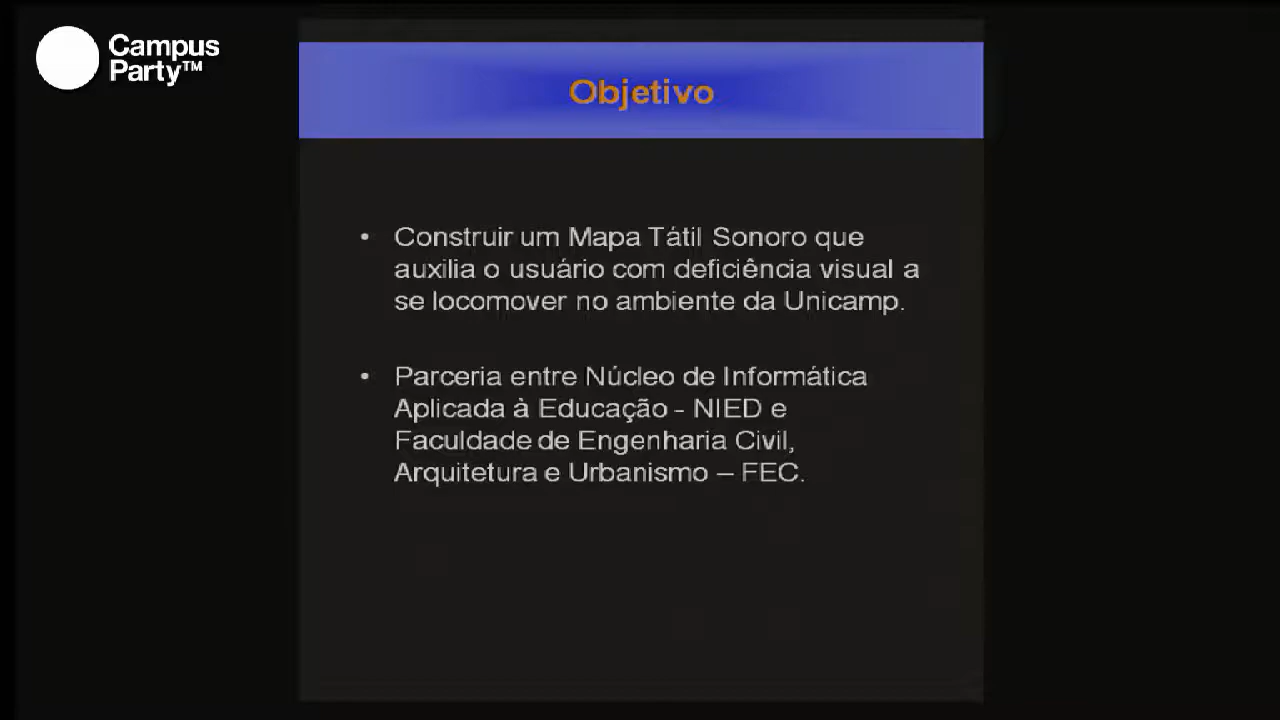 Campus
Party™
Objetivo
• Construir um Mapa Tátil Sonoro que
auxilia o usuário com deficiência visual a
se locomover no ambiente da Unicamp.
• Parceria entre Núcleo de Informática
Aplicada à Educação - NIED e
Faculdade de Engenharia Civil,
Arquitetura e Urbanismo – FEC.